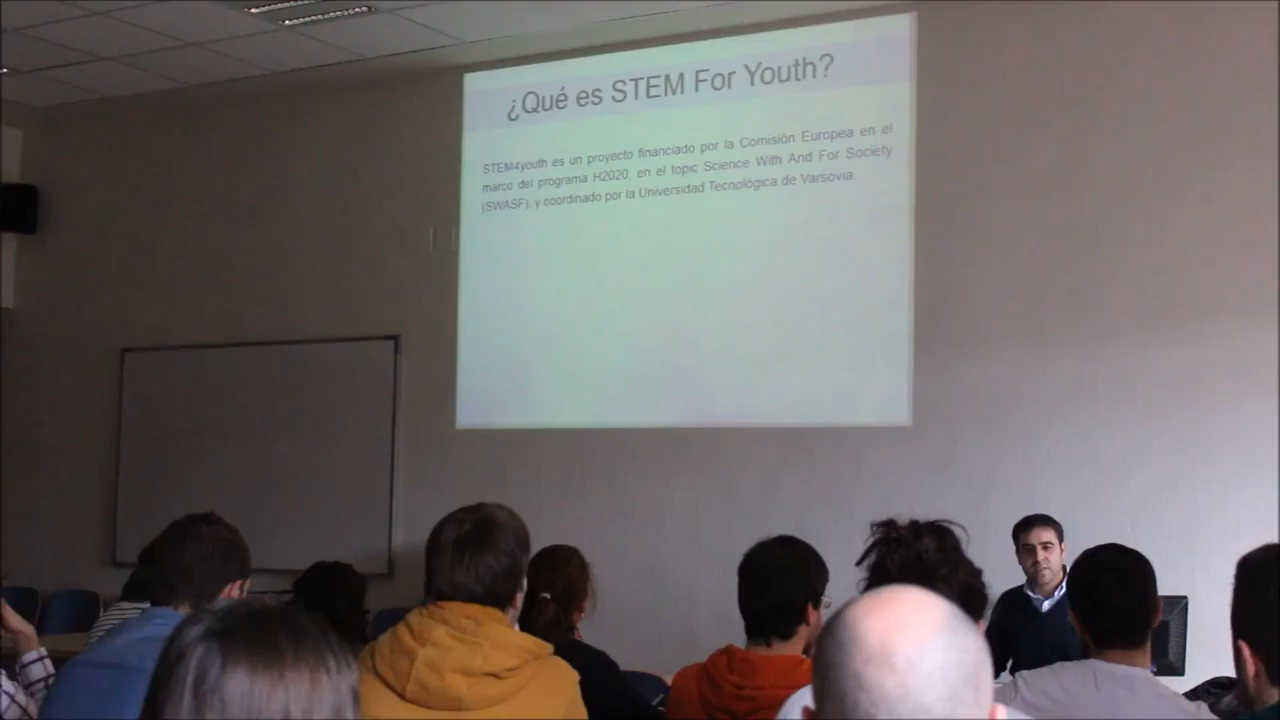 ¿Qué es STEM For Youth?
STEM4youth es un proyecto financiado por la Comisión Europea en el
marco del programa H2020, en el topic Science With And For Society
(SWASF), y coordinado por la Universidad Tecnológica de Varsovia.